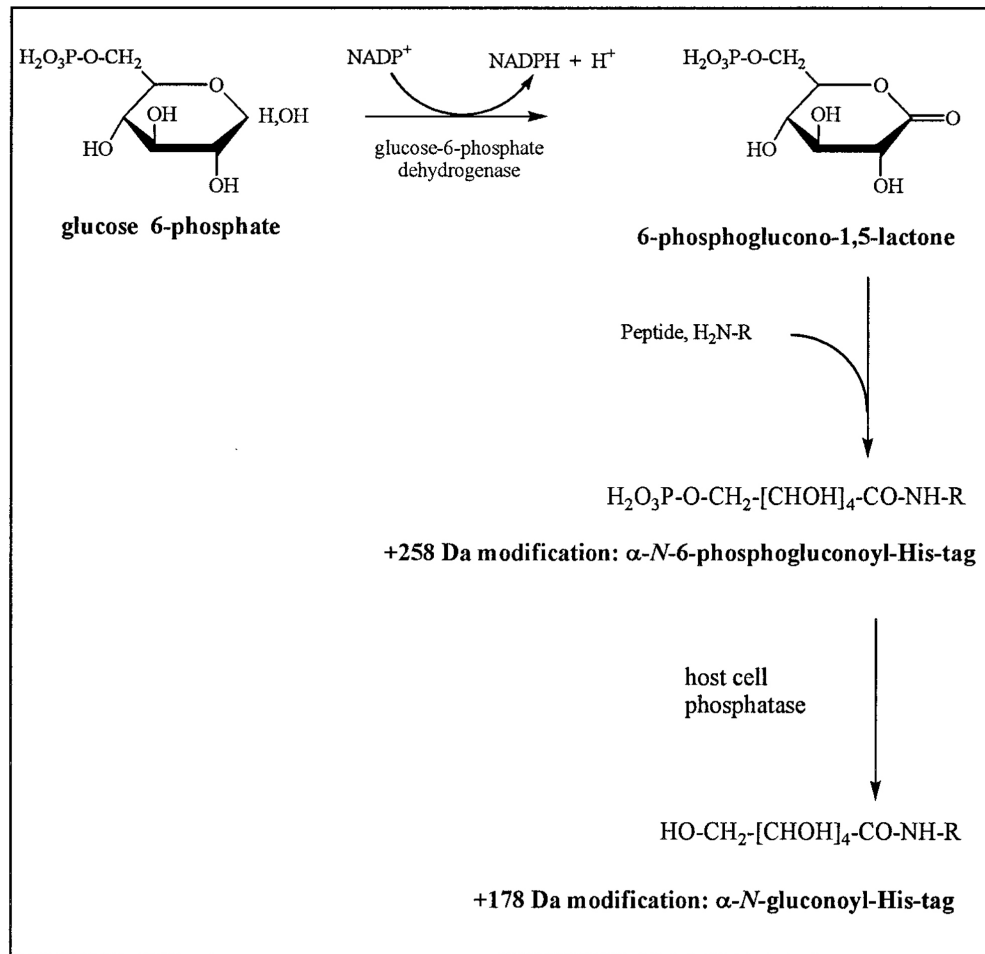 H₂O₃P-O-CH₂
O
OH
HO
OH
H,OH
glucose 6-phosphate
NADP⁺
NADPH + H⁺
glucose-6-phosphate
dehydrogenase
H₂O₃P-O-CH₂
O
OH
HO
OH
O
6-phosphoglucono-1,5-lactone
Peptide, H₂N-R
H₂O₃P-O-CH₂-[CHOH]₄-CO-NH-R
+258 Da modification: α-N-6-phosphogluconoyl-His-tag
host cell
phosphatase
HO-CH₂-[CHOH]₄-CO-NH-R
+178 Da modification: α-N-gluconoyl-His-tag